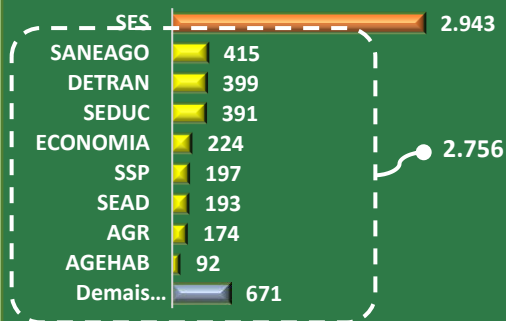 SES 2.943
SANEAGO 415
DETRAN 399
SEDUC 391
ECONOMIA 224
2.756
SSP 197
SEAD 193
AGR 174
AGEHAB 92
Demais... 671